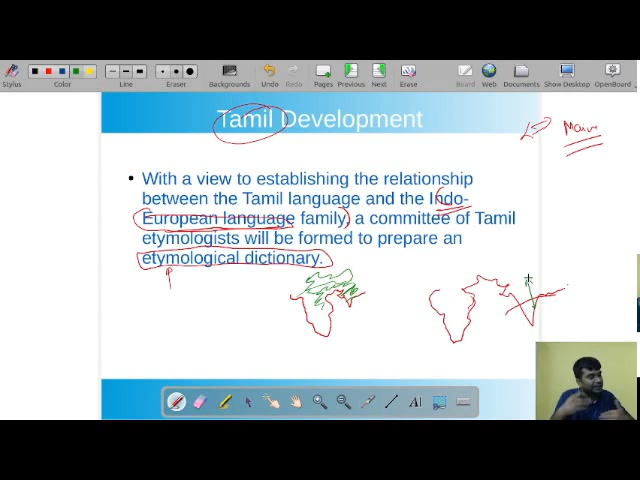 Stylus
Color
Line
Eraser
Backgrounds
Undo
Redo
Pages
Previous
Next
Erase
Board
Web
Documents
Show Desktop
OpenBoard
Tamil Development
With a view to establishing the relationship
between the Tamil language and the Indo-
European language family, a committee of Tamil
etymologists will be formed to prepare an
etymological dictionary.